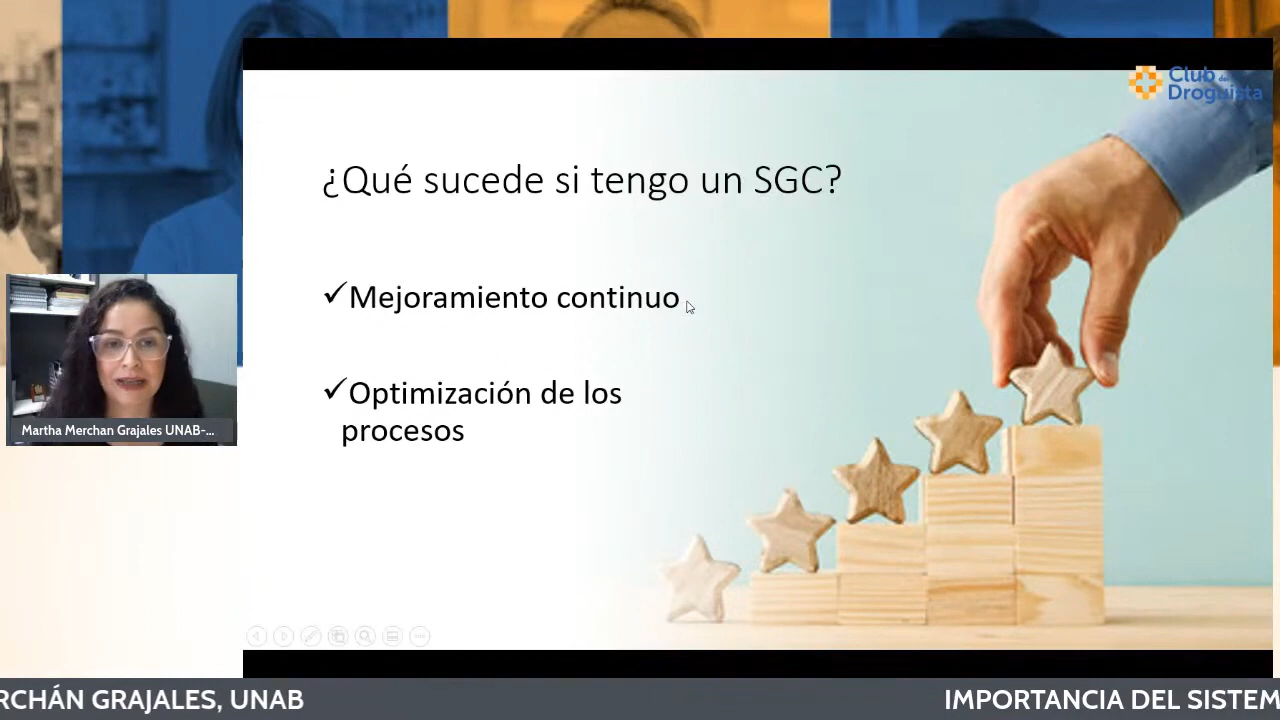 Club de
Droguista
¿Qué sucede si tengo un SGC?
✓Mejoramiento continuo
✓Optimización de los
procesos
Martha Merchan Grajales UNAB-...
RCHÁN GRAJALES, UNAB
IMPORTANCIA DEL SISTEM